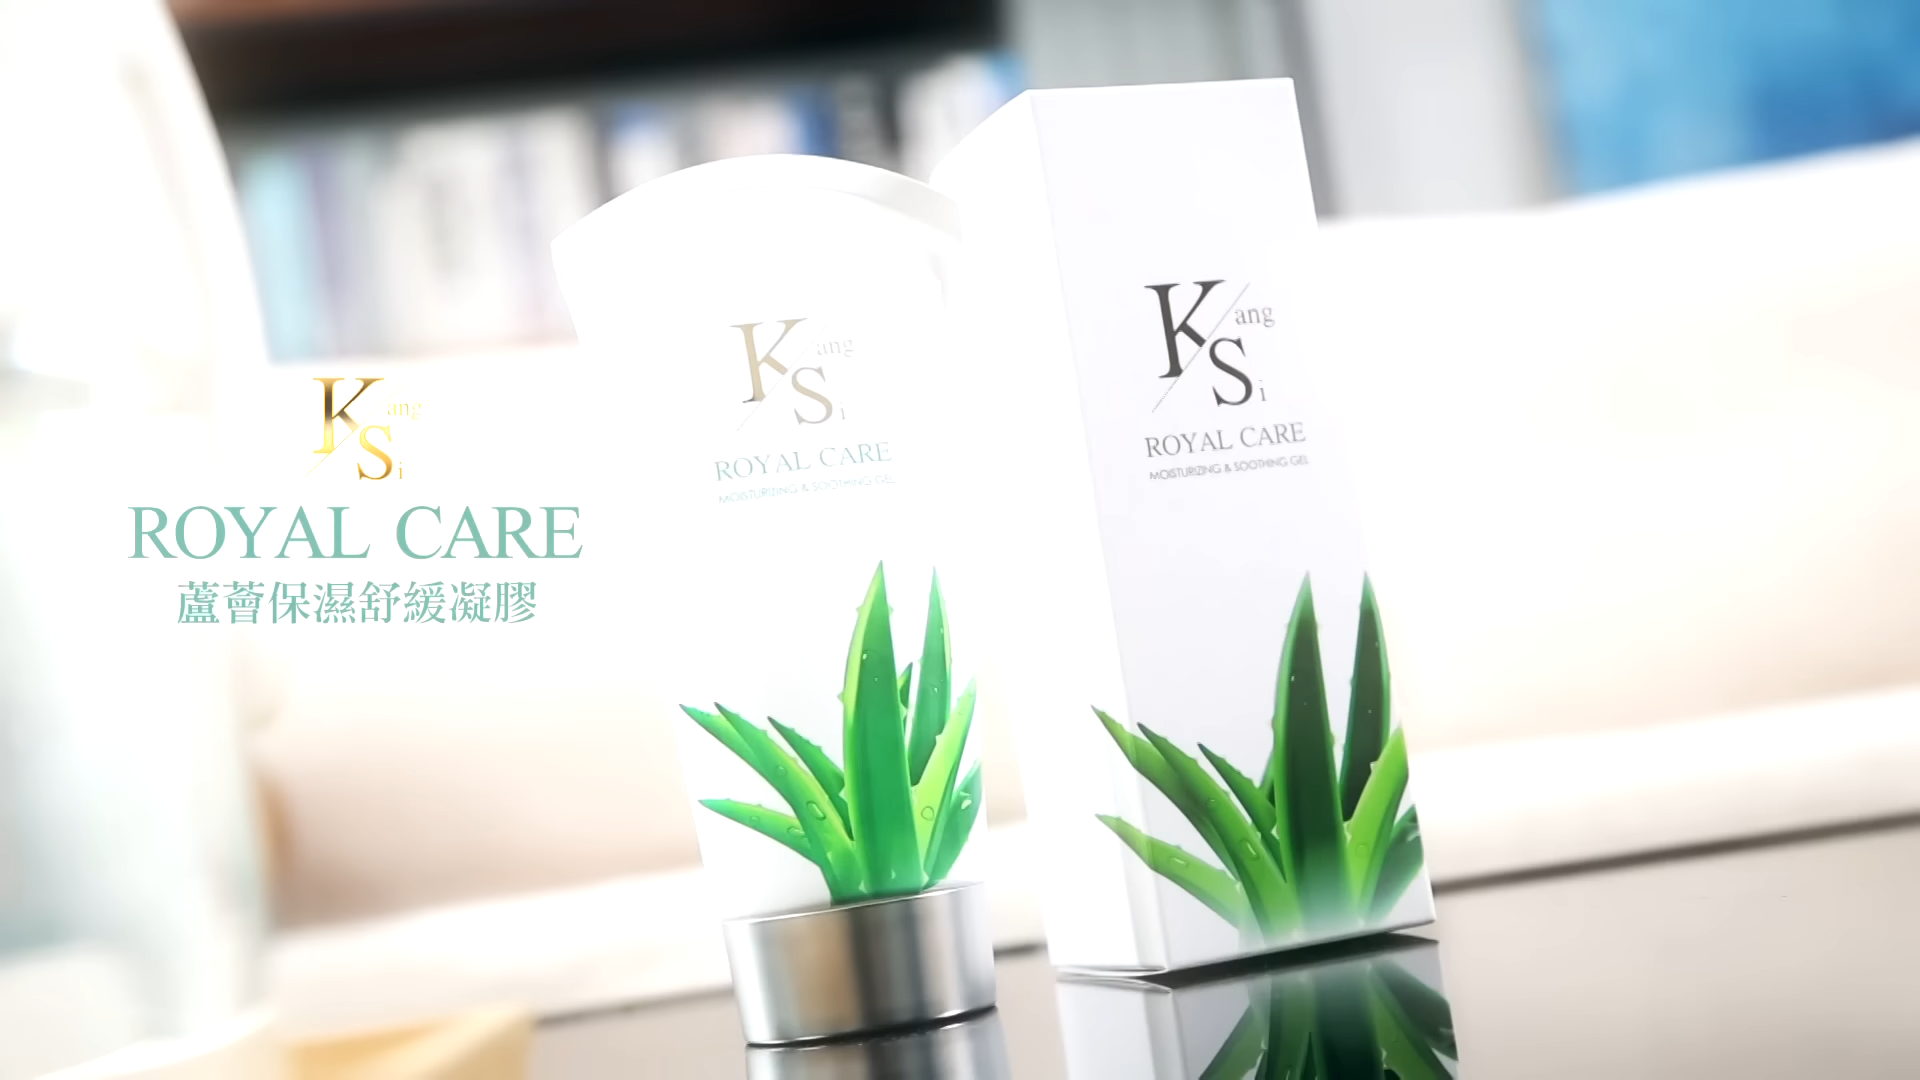 Kang
Si
ROYAL CARE
蘆薈保濕舒緩凝膠
Kang
Si
ROYAL CARE
MOISTURIZING & SOOTHING GEL
Kang
Si
ROYAL CARE
MOISTURIZING & SOOTHING GEL